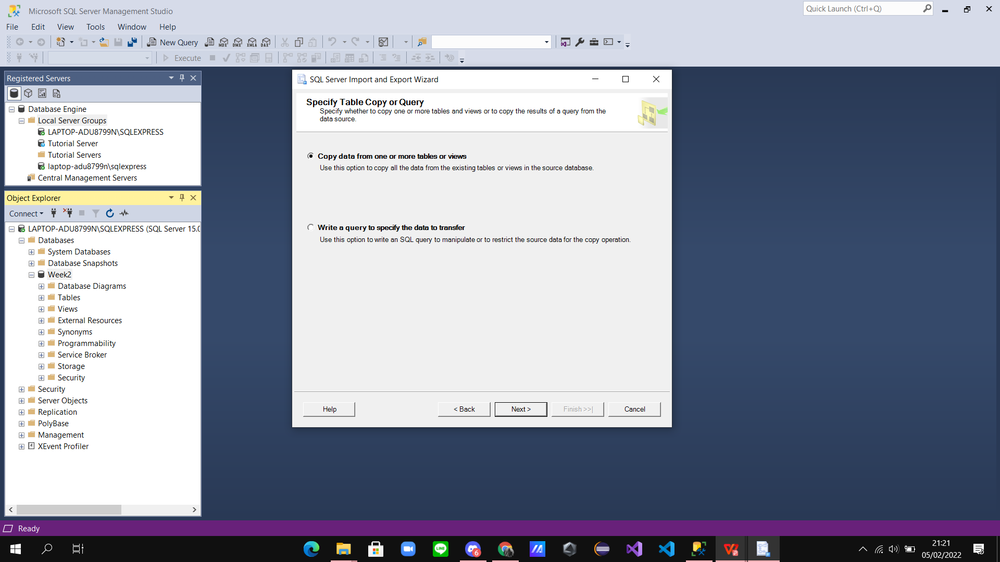 Microsoft SQL Server Management Studio
Quick Launch (Ctrl+Q)
File Edit View Tools Window Help
New Query MDX DMX XMLA DAX
Execute
Registered Servers
Database Engine
Local Server Groups
LAPTOP-ADU8799N\SQLEXPRESS
Tutorial Server
Tutorial Servers
laptop-adu8799n\sqlexpress
Central Management Servers
Object Explorer
Connect
LAPTOP-ADU8799N\SQLEXPRESS (SQL Server 15.0
Databases
System Databases
Database Snapshots
Week2
Database Diagrams
Tables
Views
External Resources
Synonyms
Programmability
Service Broker
Storage
Security
Security
Server Objects
Replication
PolyBase
Management
XEvent Profiler
SQL Server Import and Export Wizard
Specify Table Copy or Query
Specify whether to copy one or more tables and views or to copy the results of a query from the
data source.
Copy data from one or more tables or views
Use this option to copy all the data from the existing tables or views in the source database.
Write a query to specify the data to transfer
Use this option to write an SQL query to manipulate or to restrict the source data for the copy operation.
Help < Back Next > Finish >>| Cancel
Ready
LINE
6
21:21
05/02/2022